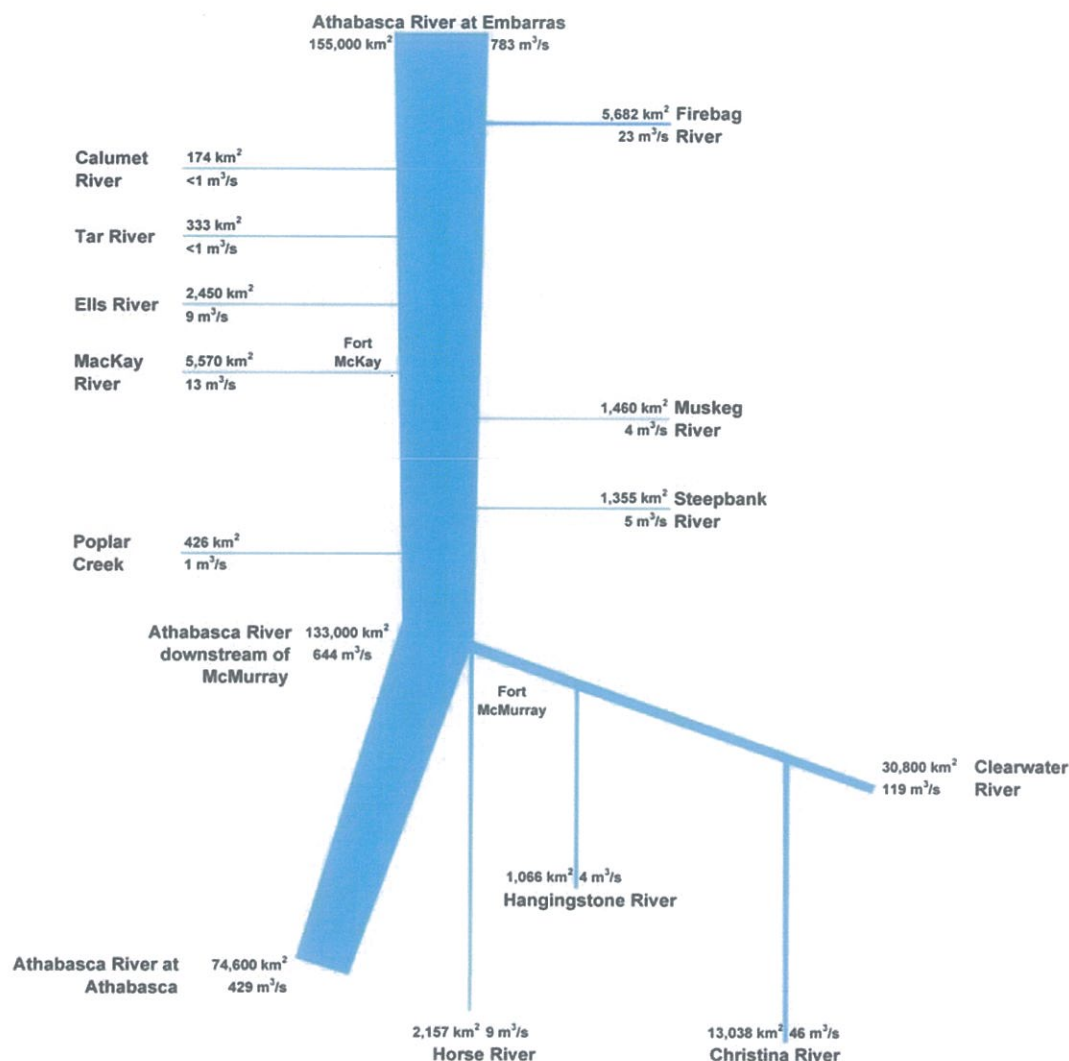 Athabasca River at Embarras
155,000 km² 783 m³/s
5,682 km² Firebag
23 m³/s River
Calumet 174 km²
River <1 m³/s
Tar River 333 km²
<1 m³/s
Ells River 2,450 km²
9 m³/s
Fort
McKay
MacKay 5,570 km²
River 13 m³/s
1,460 km² Muskeg
4 m³/s River
1,355 km² Steepbank
5 m³/s River
Poplar 426 km²
Creek 1 m³/s
Athabasca River 133,000 km²
downstream of 644 m³/s
McMurray
Fort
McMurray
30,800 km² Clearwater
119 m³/s River
1,066 km² 4 m³/s
Hangingstone River
Athabasca River at 74,600 km²
Athabasca 429 m³/s
2,157 km² 9 m³/s
Horse River
13,038 km² 46 m³/s
Christina River